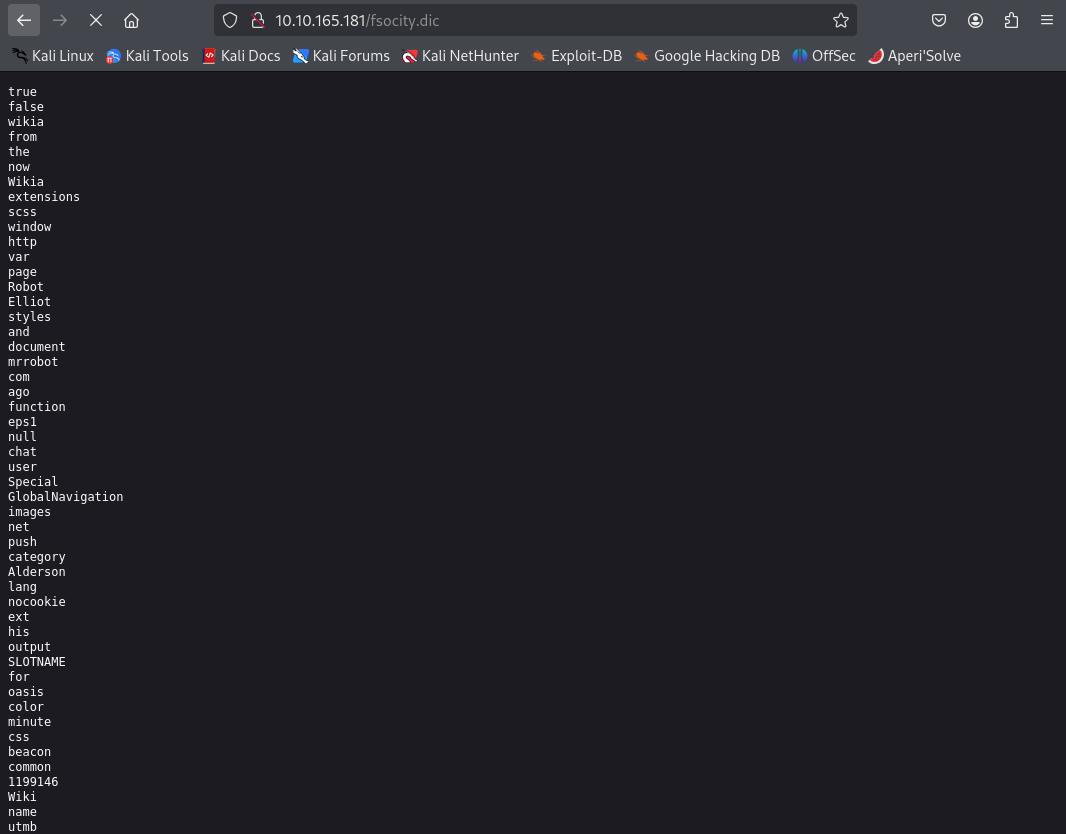 10.10.165.181/fsocity.dic
Kali Linux Kali Tools Kali Docs Kali Forums Kali NetHunter Exploit-DB Google Hacking DB OffSec Aperi'Solve
true
false
wikia
from
the
now
Wikia
extensions
scss
window
http
var
page
Robot
Elliot
styles
and
document
mrrobot
com
ago
function
eps1
null
chat
user
Special
GlobalNavigation
images
net
push
category
Alderson
lang
nocookie
ext
his
output
SLOTNAME
for
oasis
color
minute
css
beacon
common
1199146
Wiki
name
utmb